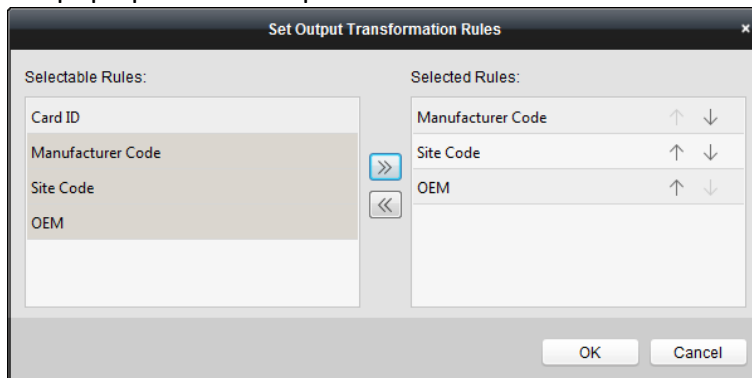 Set Output Transformation Rules
Selectable Rules:
Card ID
Manufacturer Code
Site Code
OEM
Selected Rules:
Manufacturer Code
Site Code
OEM
OK
Cancel